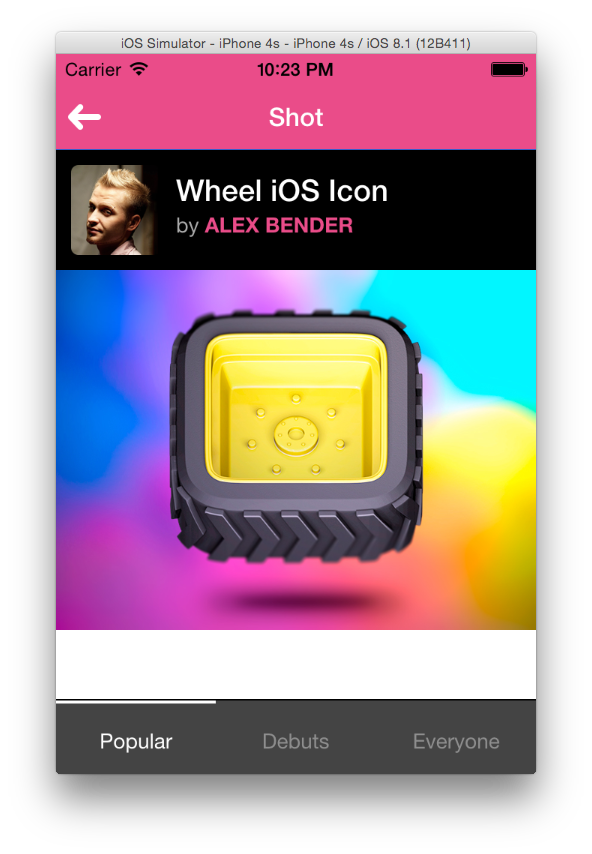 iOS Simulator - iPhone 4s - iPhone 4s / iOS 8.1 (12B411)
Carrier 10:23 PM
Shot
Wheel iOS Icon
by ALEX BENDER
Popular Debuts Everyone